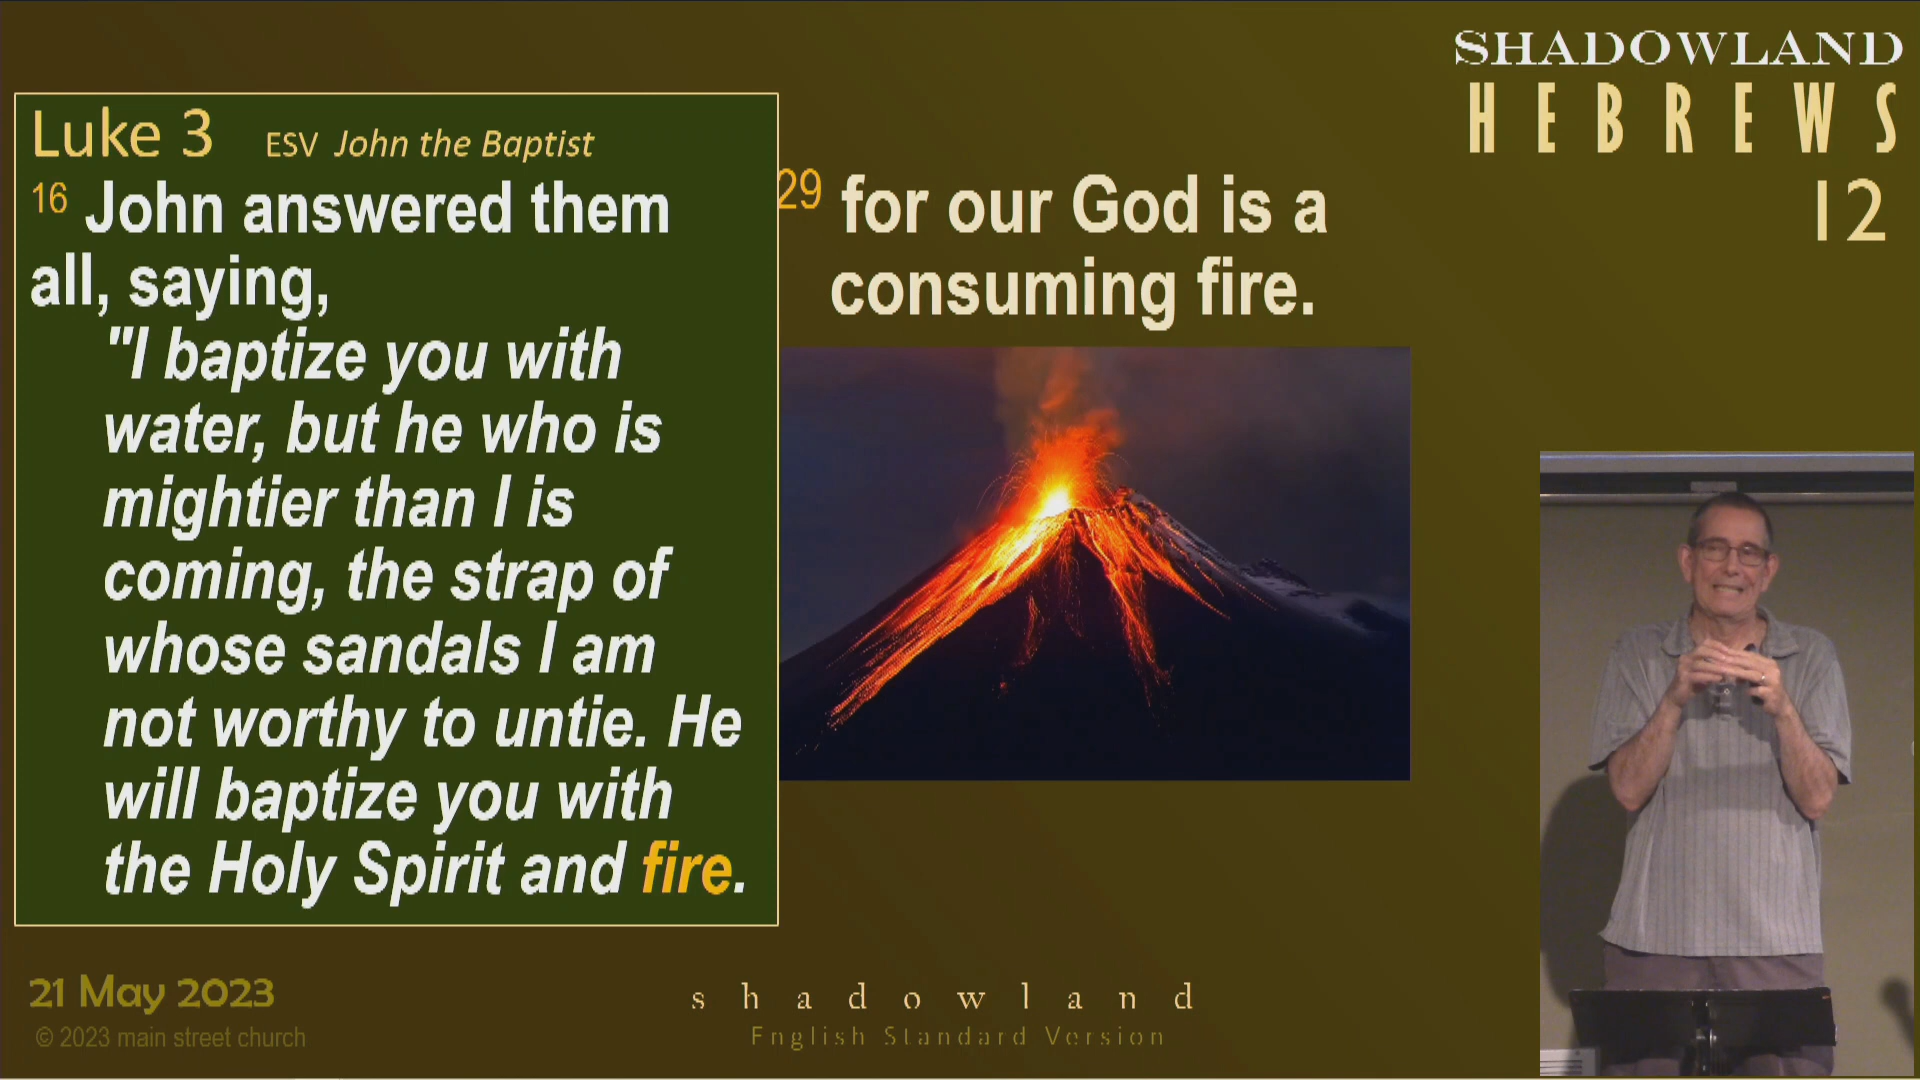 SHADOWLAND
HEBREWS
12
Luke 3 ESV John the Baptist
16 John answered them
all, saying,
"I baptize you with
water, but he who is
mightier than I is
coming, the strap of
whose sandals I am
not worthy to untie. He
will baptize you with
the Holy Spirit and fire.
29 for our God is a
consuming fire.
21 May 2023
© 2023 main street church
shadowland
English Standard Version